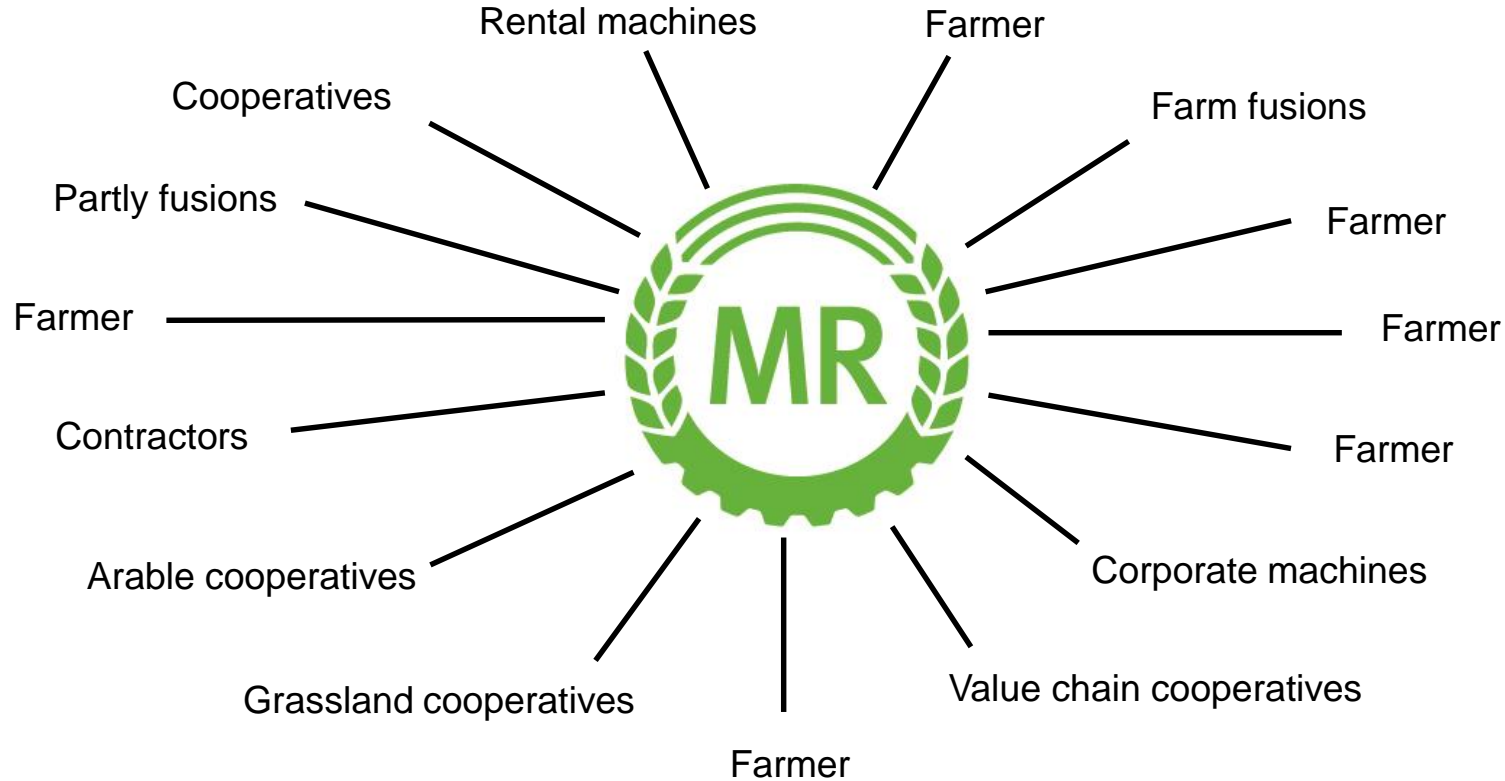 Rental machines
Farmer
Cooperatives
Farm fusions
Partly fusions
Farmer
Farmer
Farmer
MR
Contractors
Farmer
Arable cooperatives
Corporate machines
Grassland cooperatives
Value chain cooperatives
Farmer